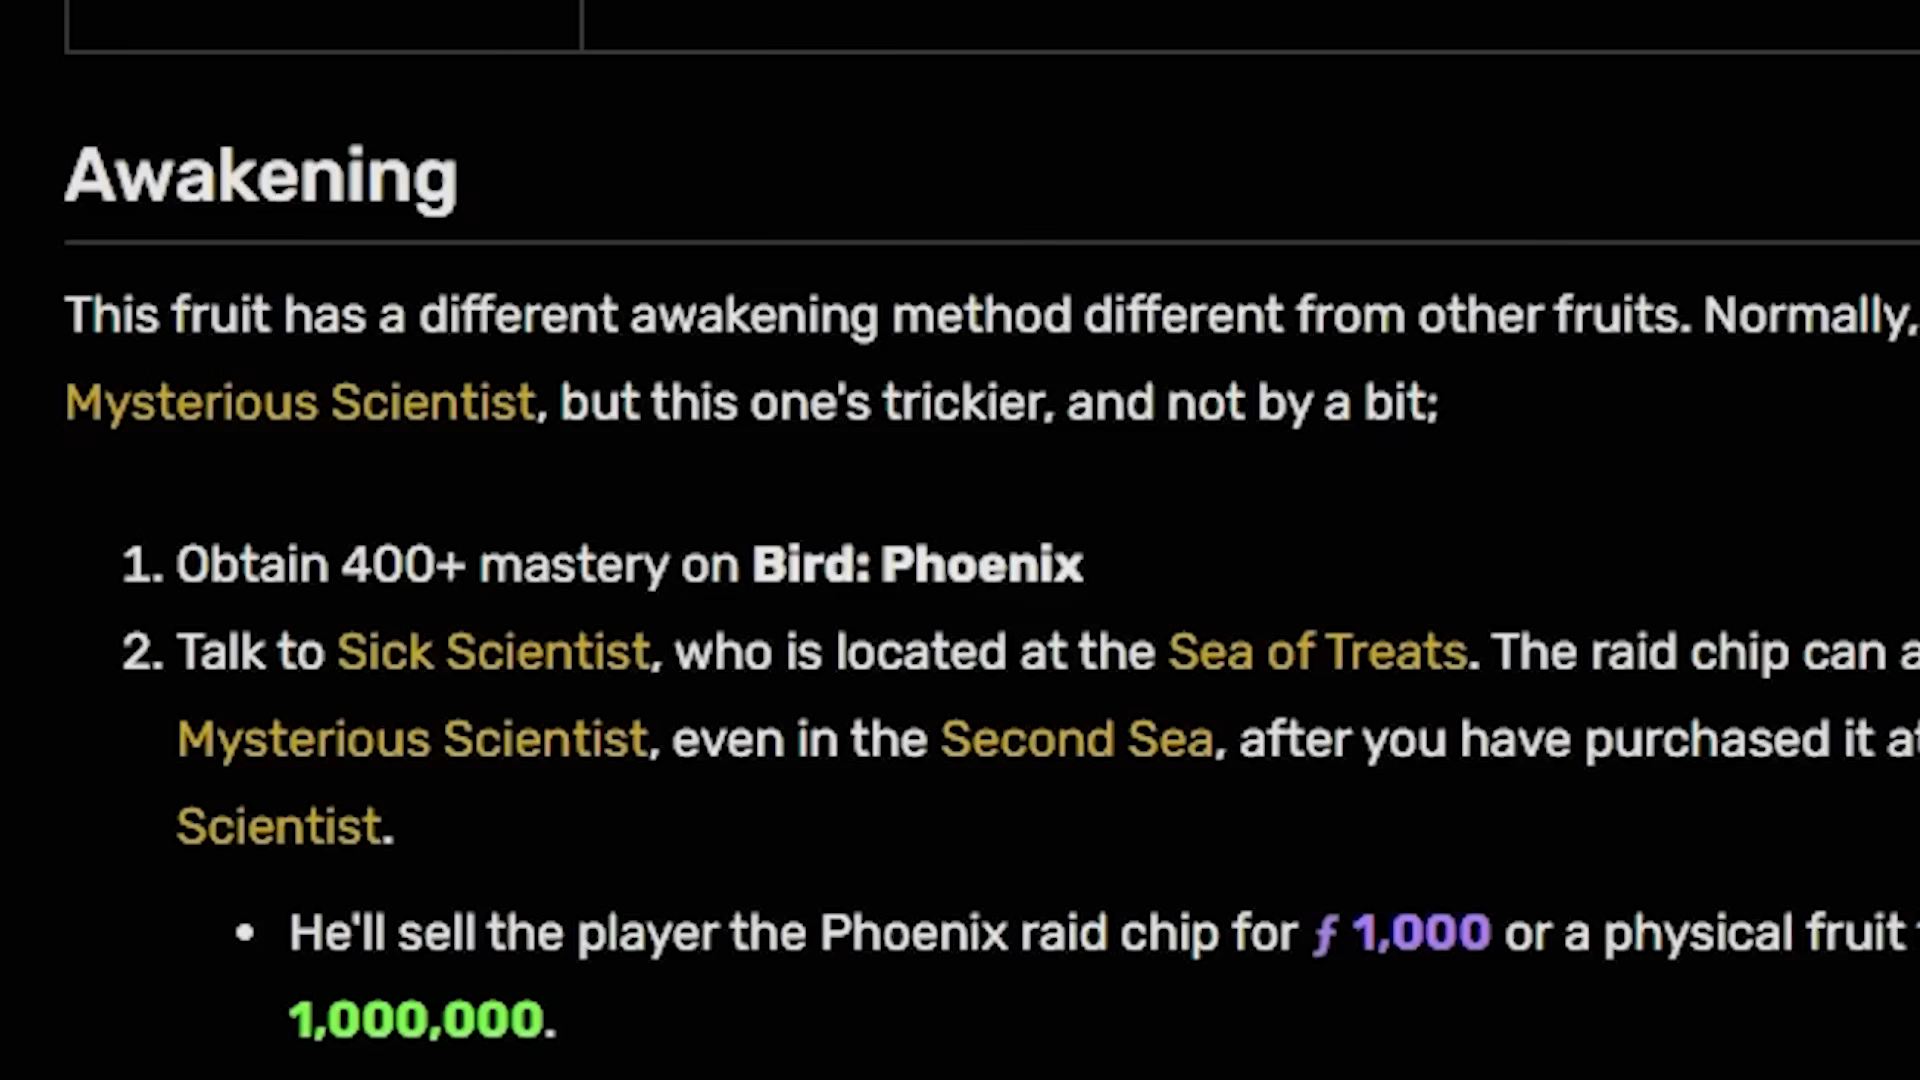 Awakening
This fruit has a different awakening method different from other fruits. Normally,
Mysterious Scientist, but this one's trickier, and not by a bit;
1. Obtain 400+ mastery on Bird: Phoenix
2. Talk to Sick Scientist, who is located at the Sea of Treats. The raid chip can
Mysterious Scientist, even in the Second Sea, after you have purchased it
Scientist.
• He'll sell the player the Phoenix raid chip for ƒ 1,000 or a physical fruit
1,000,000.